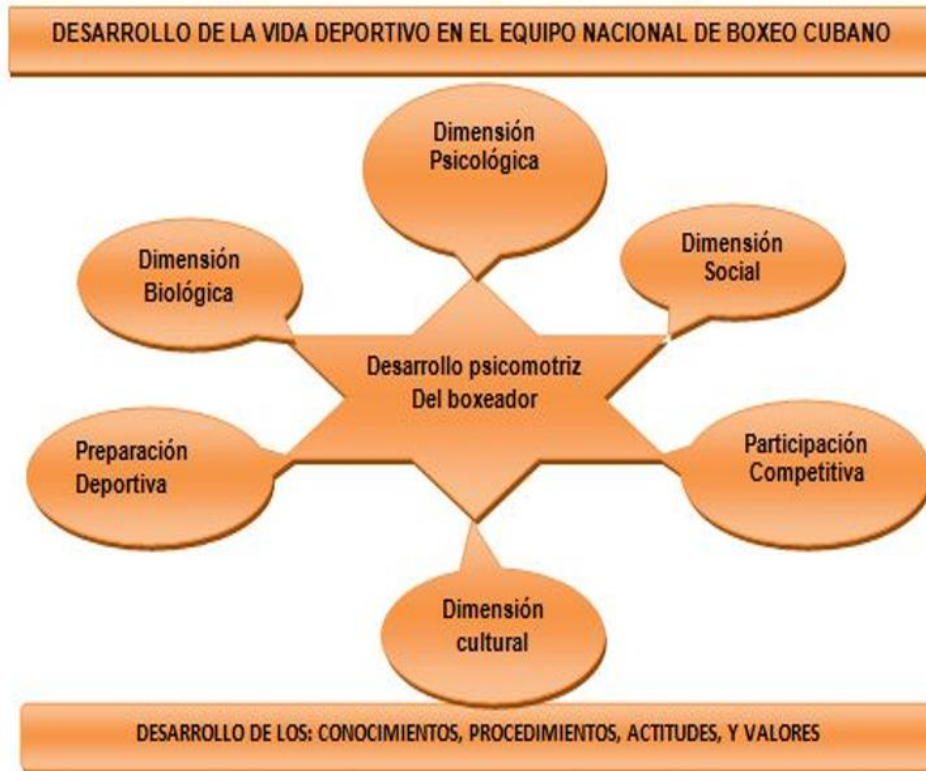 DESARROLLO DE LA VIDA DEPORTIVO EN EL EQUIPO NACIONAL DE BOXEO CUBANO
Dimensión
Psicológica
Dimensión
Biológica
Dimensión
Social
Desarrollo psicomotriz
Del boxeador
Preparación
Deportiva
Participación
Competitiva
Dimensión
cultural
DESARROLLO DE LOS: CONOCIMIENTOS, PROCEDIMIENTOS, ACTITUDES, Y VALORES